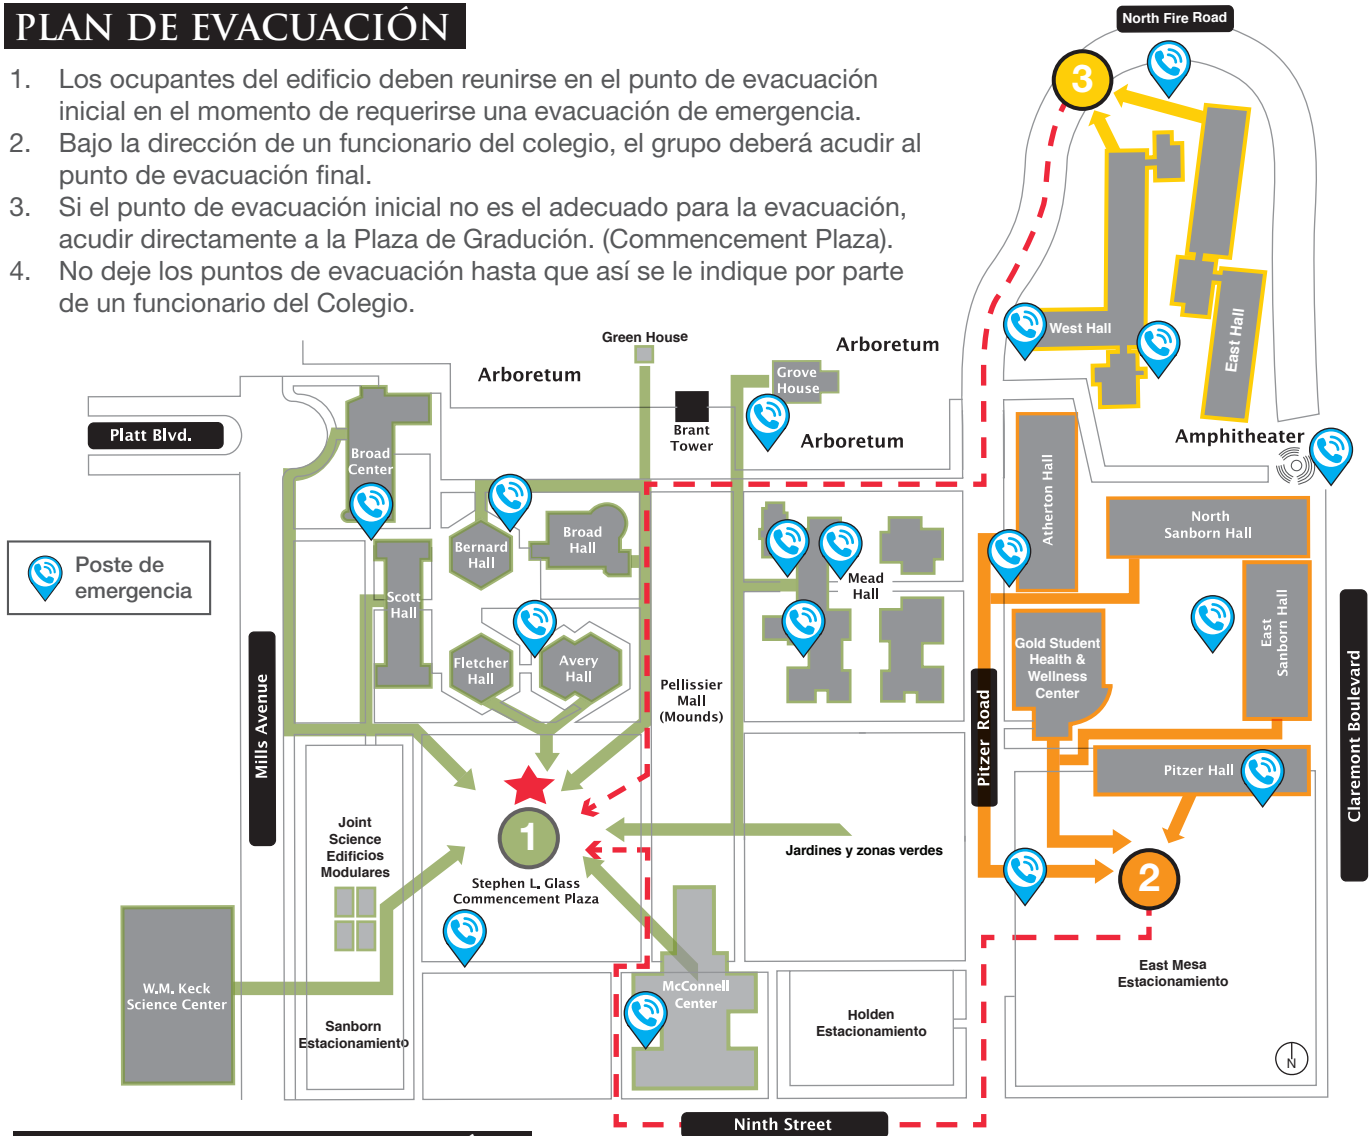 PLAN DE EVACUACIÓN
1. Los ocupantes del edificio deben reunirse en el punto de evacuación
inicial en el momento de requerirse una evacuación de emergencia.
2. Bajo la dirección de un funcionario del colegio, el grupo deberá acudir al
punto de evacuación final.
3. Si el punto de evacuación inicial no es el adecuado para la evacuación,
acudir directamente a la Plaza de Gradución. (Commencement Plaza).
4. No deje los puntos de evacuación hasta que así se le indique por parte
de un funcionario del Colegio.
North Fire Road
3
West Hall
East Hall
Green House
Arboretum
Arboretum
Grove
House
Brant
Tower
Arboretum
Amphitheater
Platt Blvd.
Broad
Center
Atherton Hall
North
Sanborn Hall
Bernard
Hall
Broad
Hall
Mead
Hall
Poste de
emergencia
Scott
Hall
East
Sanborn Hall
Fletcher
Hall
Avery
Hall
Gold Student
Health &
Wellness
Center
Pellissier
Mall
(Mounds)
Mills Avenue
Pitzer Road
Claremont Boulevard
Pitzer Hall
1
Joint
Science
Edificios
Modulares
Jardines y zonas verdes
2
Stephen L. Glass
Commencement Plaza
W.M. Keck
Science Center
McConnell
Center
East Mesa
Estacionamiento
Sanborn
Estacionamiento
Holden
Estacionamiento
N
Ninth Street